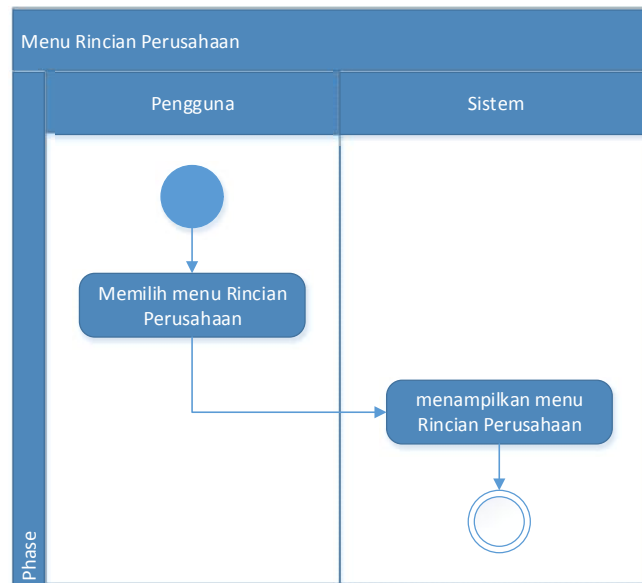 Menu Rincian Perusahaan
Pengguna
Sistem
Memilih menu Rincian
Perusahaan
menampilkan menu
Rincian Perusahaan
Phase